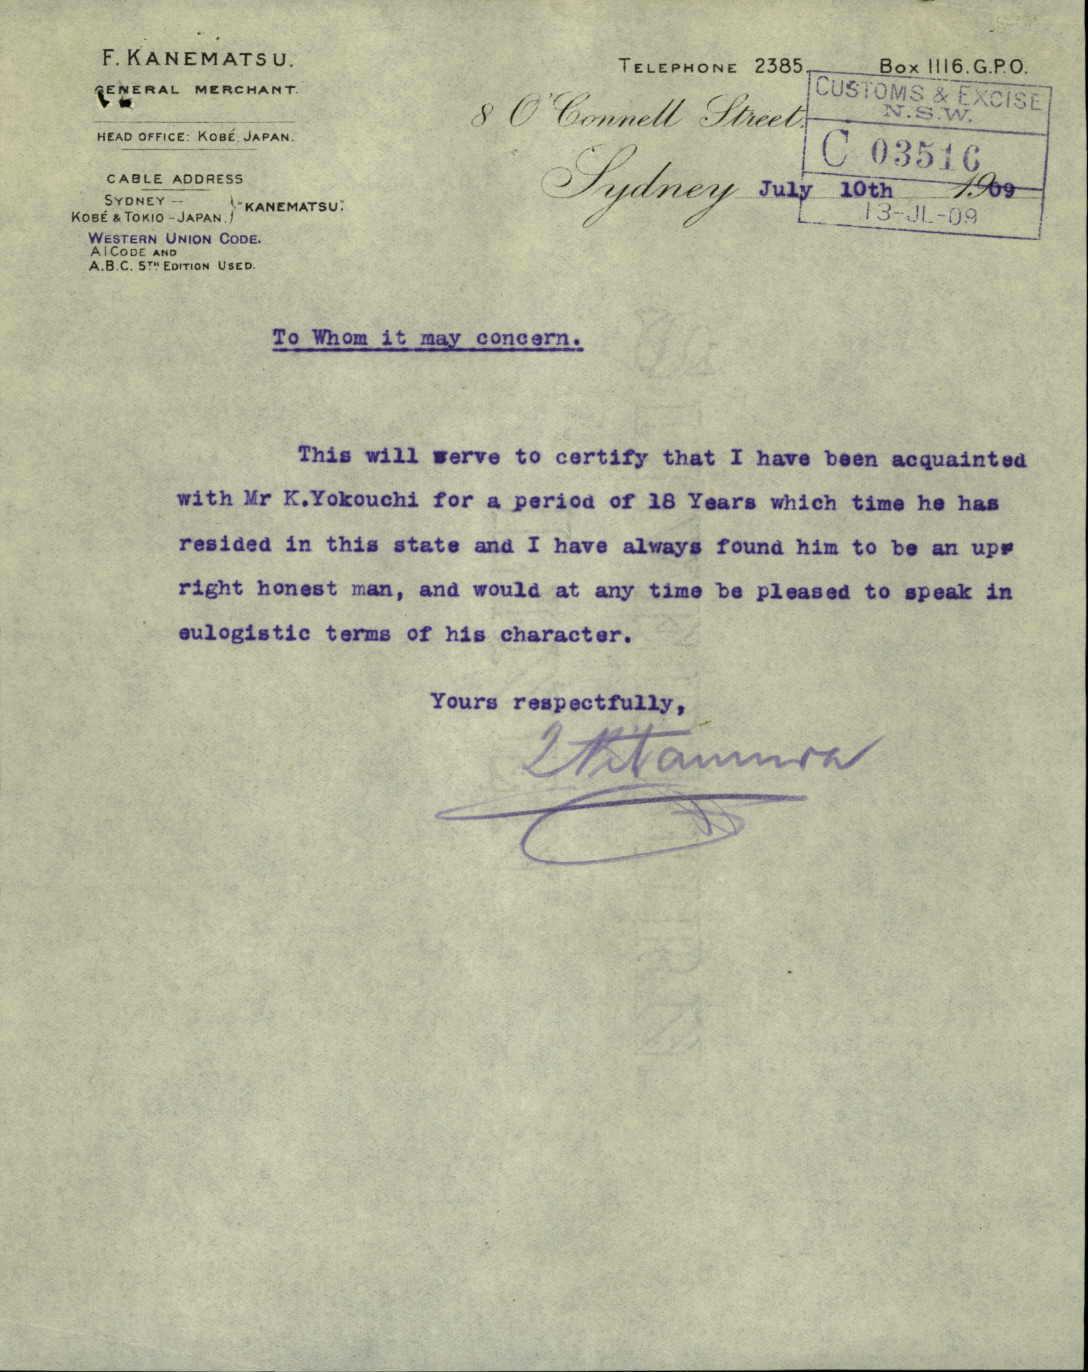 F. KANEMATSU.
GENERAL MERCHANT.
HEAD OFFICE: KOBÉ, JAPAN.
CABLE ADDRESS
SYDNEY —
KOBÉ & TOKIO – JAPAN. } "KANEMATSU".
WESTERN UNION CODE.
A1 CODE AND
A.B.C. 5TH EDITION USED.
TELEPHONE 2385. BOX 1116. G.P.O.
8 O'Connell Street.
Sydney July 10th 1909
CUSTOMS & EXCISE
N.S.W.
C 03516
13-JL-09
To Whom it may concern.
This will serve to certify that I have been acquainted
with Mr K.Yokouchi for a period of 18 Years which time he has
resided in this state and I have always found him to be an up-
right honest man, and would at any time be pleased to speak in
eulogistic terms of his character.
Yours respectfully,